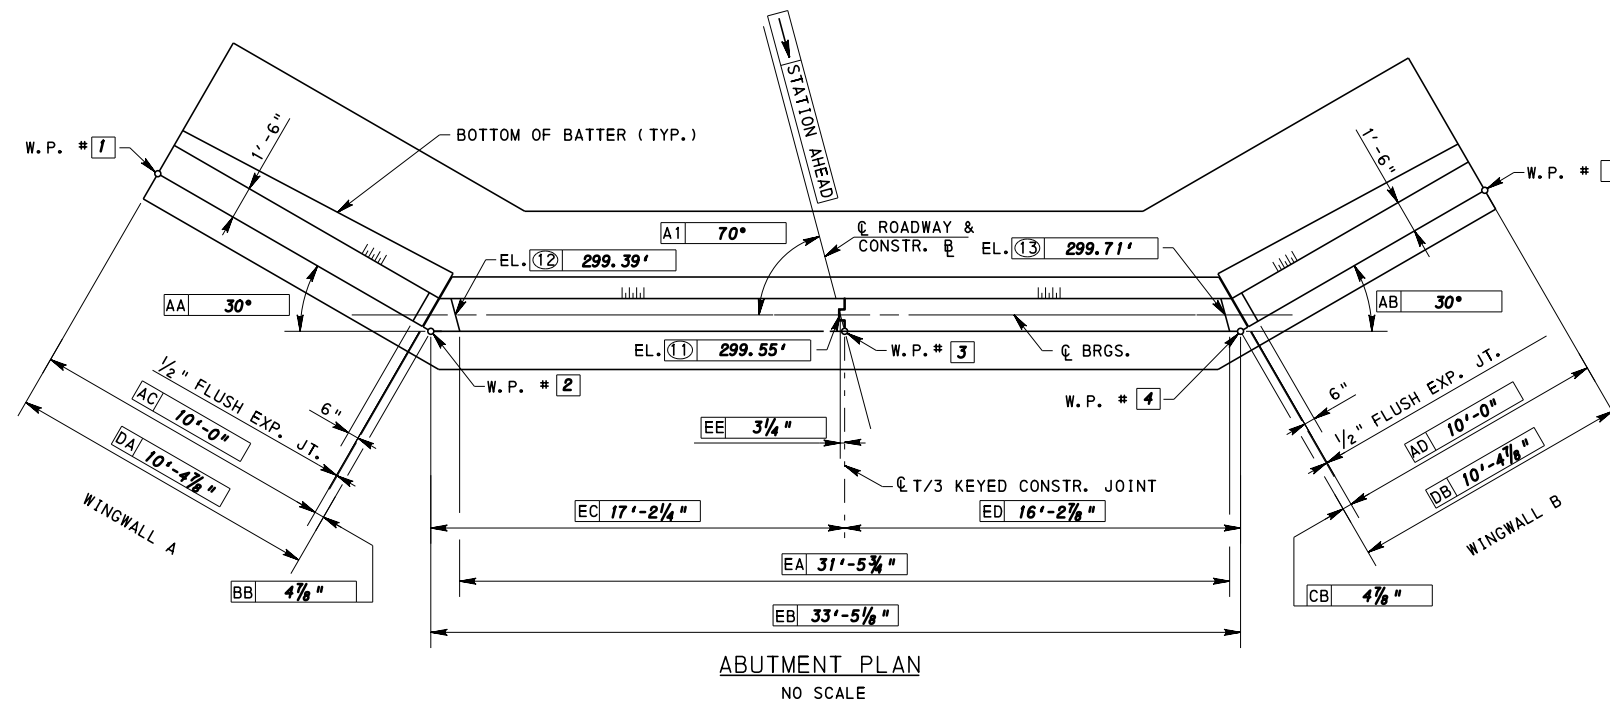 STATION AHEAD
W.P. # 1
1'-6"
BOTTOM OF BATTER (TYP.)
1'-6"
W.P. #
A1 70°
℄ ROADWAY &
CONSTR. B
EL. 12 299.39'
EL. 13 299.71'
AA 30°
AB 30°
EL. 11 299.55'
W.P. # 3
℄ BRGS.
W.P. # 2
W.P. # 4
1/2" FLUSH EXP. JT.
6"
AC 10'-0"
DA 10'-4 7/8"
WINGWALL A
BB 4 7/8"
EE 3 1/4"
℄ T/3 KEYED CONSTR. JOINT
EC 17'-2 1/4"
ED 16'-2 7/8"
EA 31'-5 3/4"
EB 33'-5 1/8"
6"
1/2" FLUSH EXP. JT.
AD 10'-0"
DB 10'-4 7/8"
WINGWALL B
CB 4 7/8"
ABUTMENT PLAN
NO SCALE